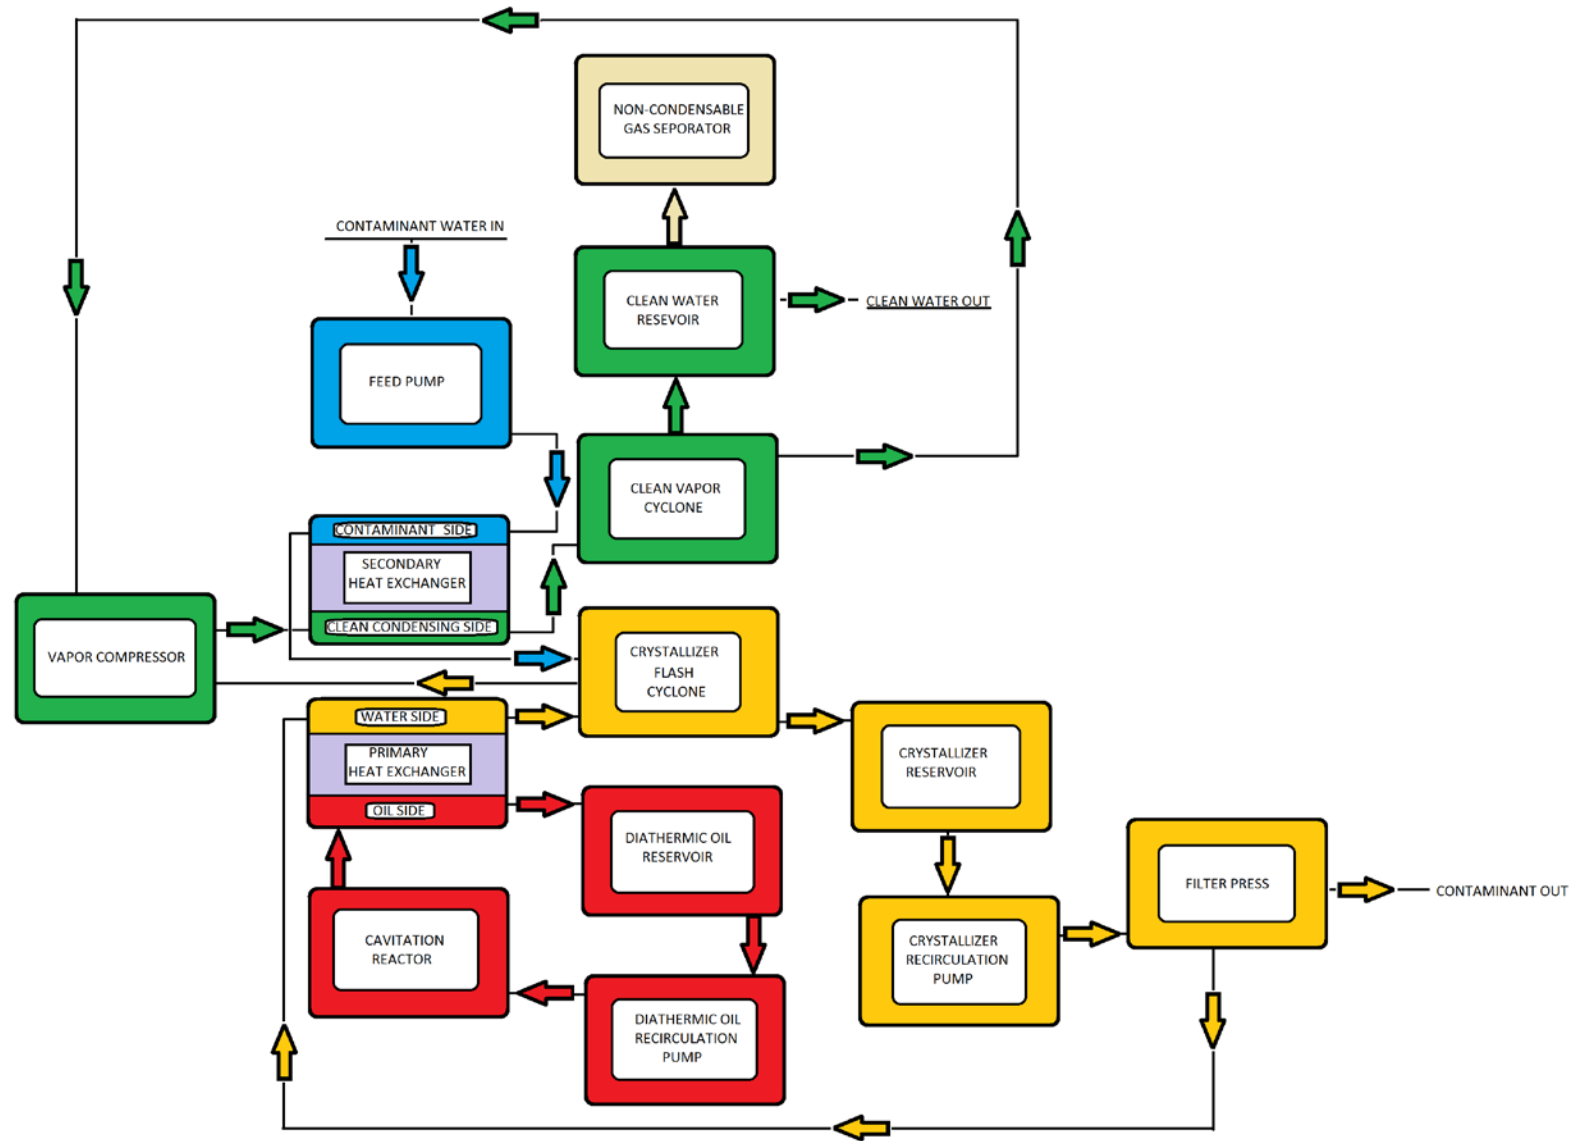 NON-CONDENSABLE
GAS SEPORATOR
CONTAMINANT WATER IN
CLEAN WATER
RESEVOIR
CLEAN WATER OUT
FEED PUMP
CLEAN VAPOR
CYCLONE
CONTAMINANT SIDE
SECONDARY
HEAT EXCHANGER
CLEAN CONDENSING SIDE
VAPOR COMPRESSOR
CRYSTALLIZER
FLASH
CYCLONE
WATER SIDE
PRIMARY
HEAT EXCHANGER
OIL SIDE
CRYSTALLIZER
RESERVOIR
DIATHERMIC OIL
RESERVOIR
FILTER PRESS
CONTAMINANT OUT
CAVITATION
REACTOR
CRYSTALLIZER
RECIRCULATION
PUMP
DIATHERMIC OIL
RECIRCULATION
PUMP